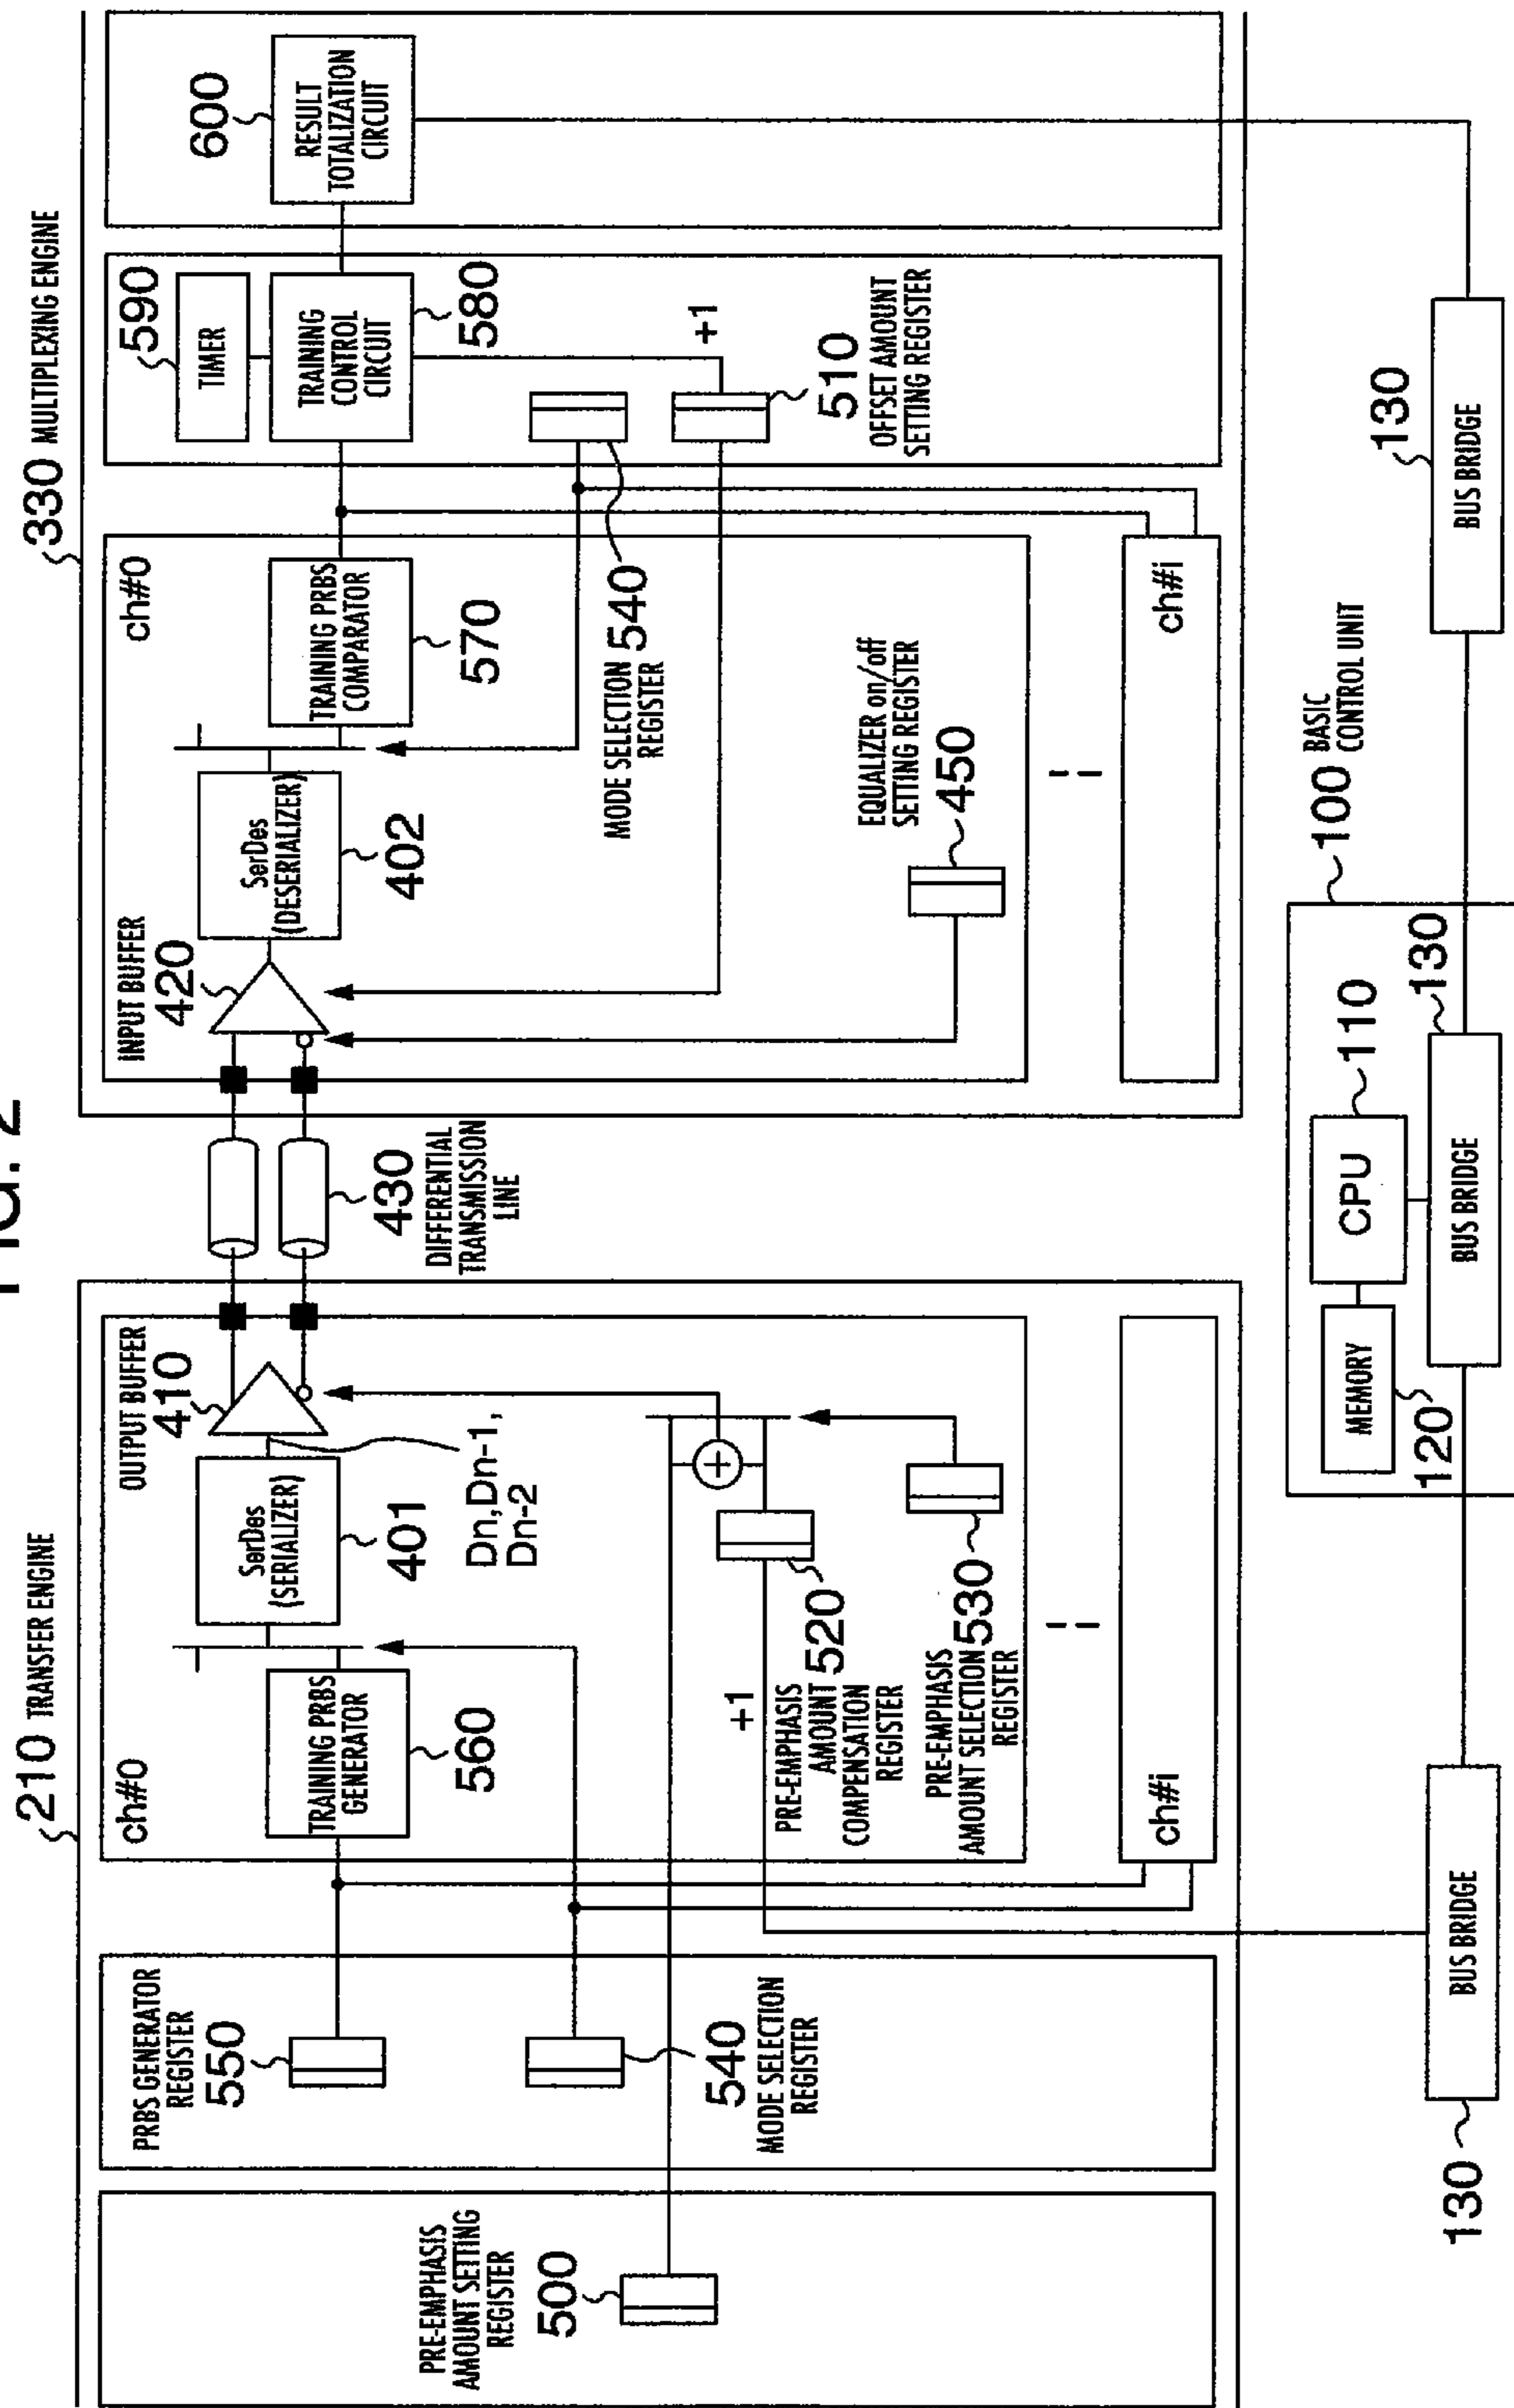 FIG. 2
210 TRANSFER ENGINE
330 MULTIPLEXING ENGINE
PRE-EMPHASIS
AMOUNT SETTING
REGISTER
500
PRBS GENERATOR
REGISTER
550
540
MODE SELECTION
REGISTER
ch#0
TRAINING PRBS
GENERATOR
560
SerDes
(SERIALIZER)
401
OUTPUT BUFFER
410
Dn,Dn-1,
Dn-2
+1
PRE-EMPHASIS
AMOUNT 520
COMPENSATION
REGISTER
PRE-EMPHASIS
AMOUNT SELECTION 530
REGISTER
ch#i
430
DIFFERENTIAL
TRANSMISSION
LINE
INPUT BUFFER
420
SerDes
(DESERIALIZER)
402
ch#0
TRAINING PRBS
COMPARATOR
570
MODE SELECTION 540
REGISTER
EQUALIZER on/off
SETTING REGISTER
450
ch#i
590
TIMER
TRAINING
CONTROL
CIRCUIT
580
+1
510
OFFSET AMOUNT
SETTING REGISTER
600
RESULT
TOTALIZATION
CIRCUIT
130
BUS BRIDGE
100 BASIC
CONTROL UNIT
MEMORY
120
CPU
110
BUS BRIDGE
130
BUS BRIDGE
130